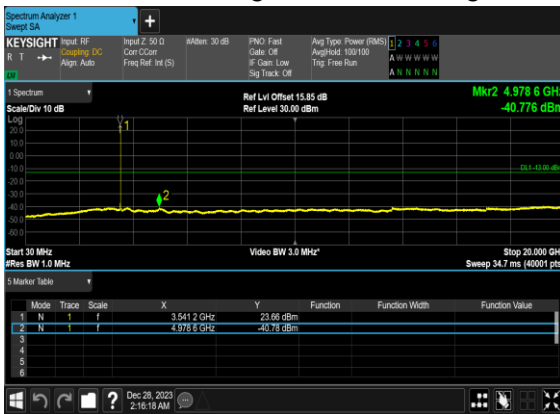 Spectrum Analyzer 1
Swept SA
+
KEYSIGHT Input: RF Input Z: 50 Ω #Atten: 30 dB PNO: Fast Avg Type: Power (RMS) 1 2 3 4 5 6
R T Coupling: DC Corr CCorr Gate: Off Avg|Hold: 100/100 A W W W W W
Align: Auto Freq Ref: Int (S) IF Gain: Low Trig: Free Run
Sig Track: Off A N N N N N
1 Spectrum Ref Lvl Offset 15.85 dB Mkr2 4.978 6 GHz
Scale/Div 10 dB Ref Level 30.00 dBm -40.776 dBm
Log
20.0 1
10.0
0.00
-10.0 DL1 -13.00 dBm
-20.0
-30.0 2
-40.0
-50.0
-60.0
Start 30 MHz Video BW 3.0 MHz* Stop 20.000 GHz
#Res BW 1.0 MHz Sweep 34.7 ms (40001 pts)
5 Marker Table
Mode Trace Scale X Y Function Function Width Function Value
1 N 1 f 3.541 2 GHz 23.66 dBm
2 N 1 f 4.978 6 GHz -40.78 dBm
3
4
5
6
? Dec 28, 2023
2:16:18 AM